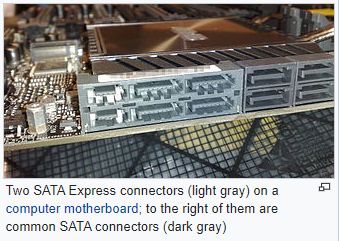 Two SATA Express connectors (light gray) on a
computer motherboard; to the right of them are
common SATA connectors (dark gray)